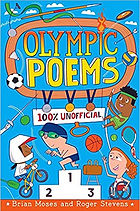 OLYMPIC
POEMS
100% UNOFFICIAL
1
2
3
Brian Moses and Roger Stevens